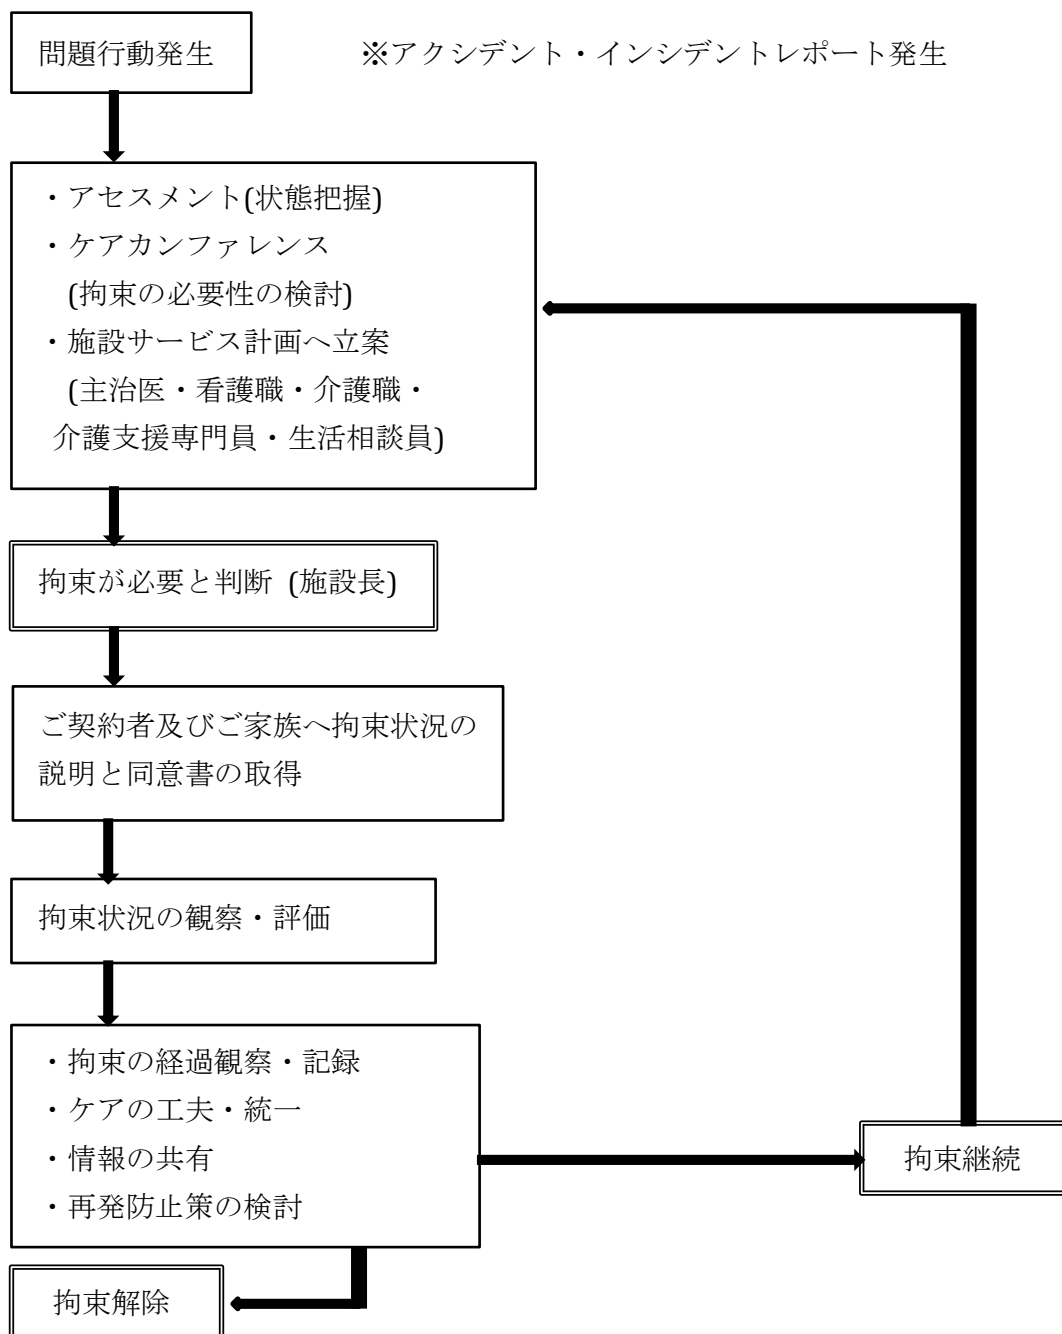 問題行動発生
※アクシデント・インシデントレポート発生
・アセスメント(状態把握)
・ケアカンファレンス
(拘束の必要性の検討)
・施設サービス計画へ立案
(主治医・看護職・介護職・
介護支援専門員・生活相談員)
拘束が必要と判断 (施設長)
ご契約者及びご家族へ拘束状況の
説明と同意書の取得
拘束状況の観察・評価
・拘束の経過観察・記録
・ケアの工夫・統一
・情報の共有
・再発防止策の検討
拘束継続
拘束解除